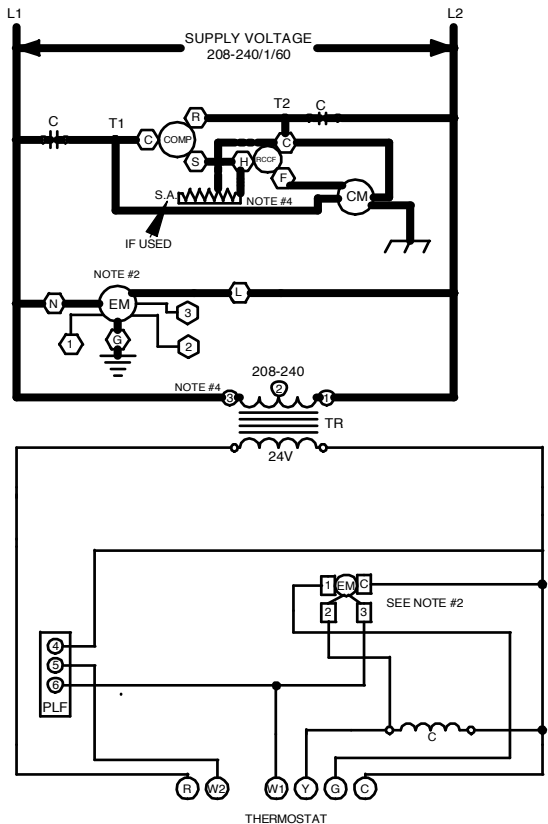 L1
L2
SUPPLY VOLTAGE
208-240/1/60
C
T1
C
COMP
R
S
T2
C
C
H
RCCF
F
CM
S.A.
NOTE #4
IF USED
NOTE #2
N
EM
L
3
1
G
2
208-240
NOTE #4
3
2
1
TR
24V
1
EM
C
2
3
SEE NOTE #2
4
5
6
PLF
C
R
W2
W1
Y
G
C
THERMOSTAT